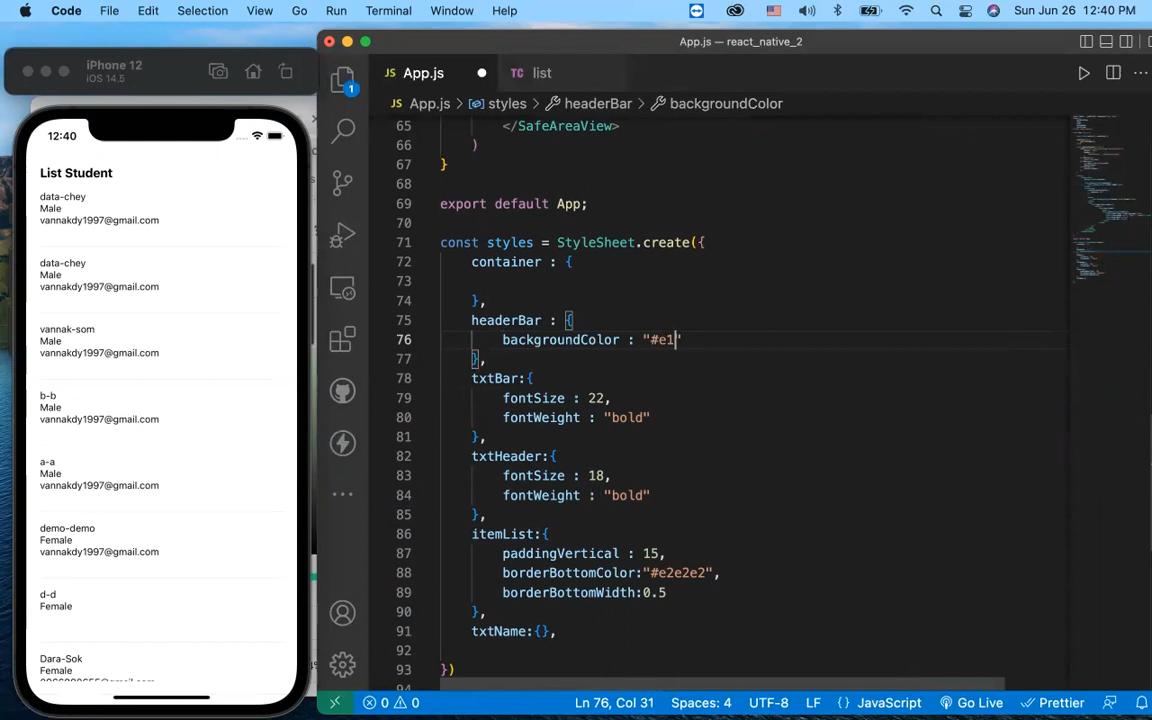 Code File Edit Selection View Go Run Terminal Window Help Sun Jun 26 12:40 PM
App.js — react_native_2
iPhone 12
iOS 14.5
JS App.js
TC list
JS App.js > styles > headerBar > backgroundColor
1
12:40
List Student
data-chey
Male
vannakdy1997@gmail.com
data-chey
Male
vannakdy1997@gmail.com
vannak-som
Male
vannakdy1997@gmail.com
b-b
Male
vannakdy1997@gmail.com
a-a
Male
vannakdy1997@gmail.com
demo-demo
Female
vannakdy1997@gmail.com
d-d
Female
Dara-Sok
Female
65 </SafeAreaView>
66 )
67 }
68
69 export default App;
70
71 const styles = StyleSheet.create({
72 container : {
73
74 },
75 headerBar : {
76 backgroundColor : "#e1"
77 },
78 txtBar:{
79 fontSize : 22,
80 fontWeight : "bold"
81 },
82 txtHeader:{
83 fontSize : 18,
84 fontWeight : "bold"
85 },
86 itemList:{
87 paddingVertical : 15,
88 borderBottomColor:"#e2e2e2",
89 borderBottomWidth:0.5
90 },
91 txtName:{},
92
93 })
94
0 0 Ln 76, Col 31 Spaces: 4 UTF-8 LF {} JavaScript Go Live Prettier